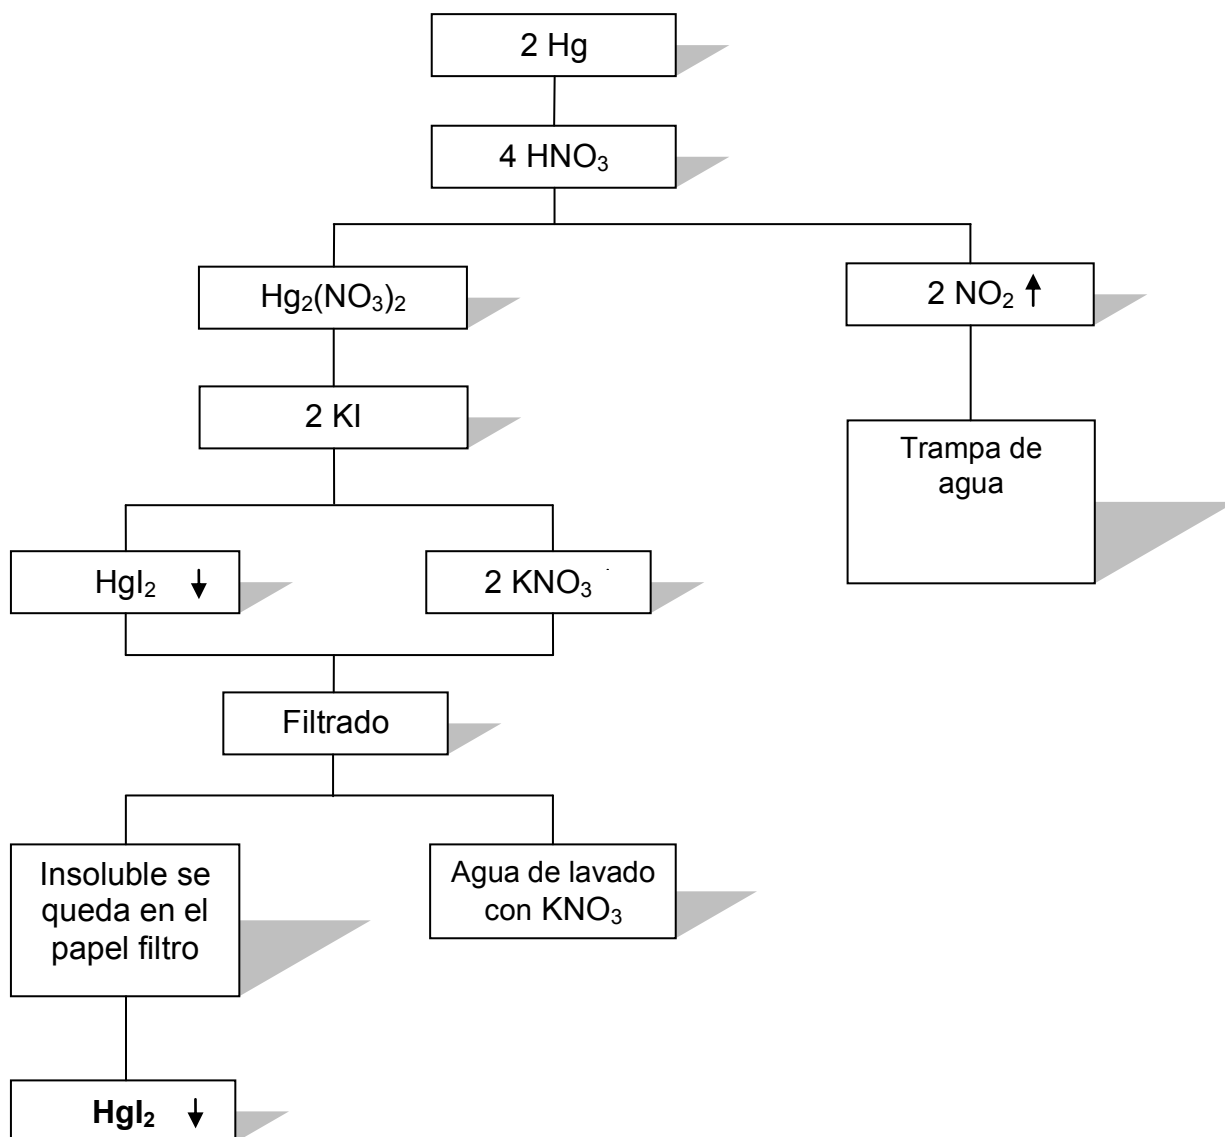 2 Hg
4 HNO₃
Hg₂(NO₃)₂
2 NO₂ ↑
2 KI
Trampa de
agua
HgI₂ ↓
2 KNO₃
Filtrado
Insoluble se
queda en el
papel filtro
Agua de lavado
con KNO₃
HgI₂ ↓